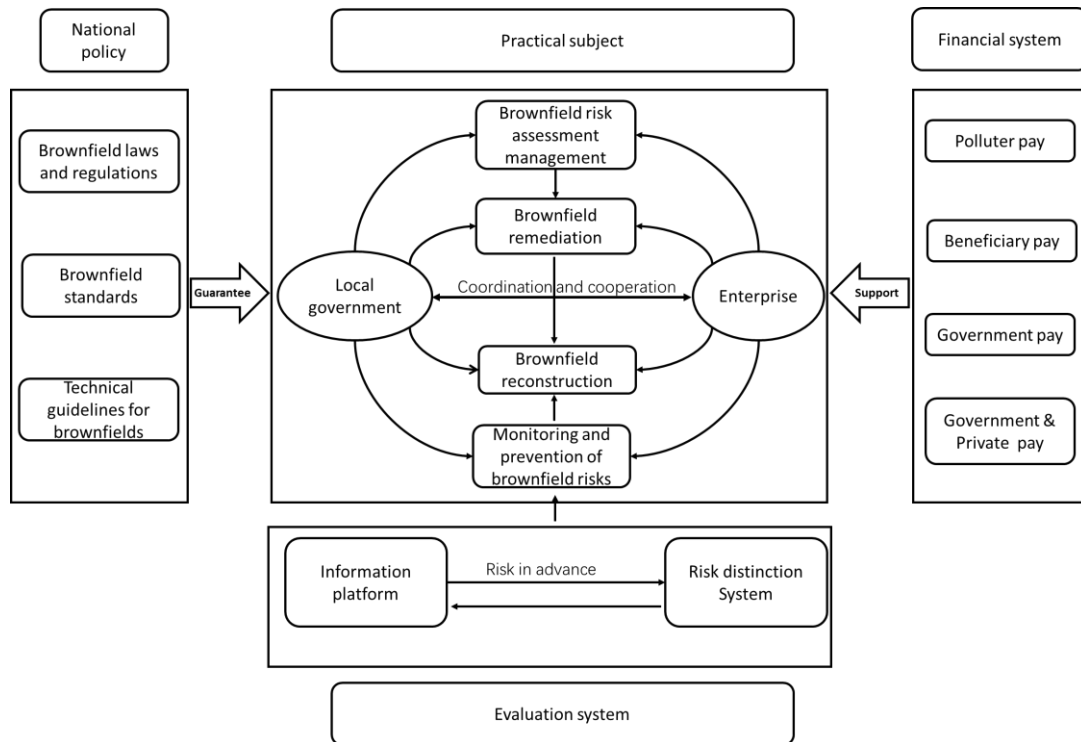 National
policy
Practical subject
Financial system
Brownfield laws
and regulations
Brownfield
standards
Technical
guidelines for
brownfields
Guarantee
Brownfield risk
assessment
management
Brownfield
remediation
Local
government
Coordination and cooperation
Enterprise
Brownfield
reconstruction
Monitoring and
prevention of
brownfield risks
Support
Polluter pay
Beneficiary pay
Government pay
Government &
Private pay
Information
platform
Risk in advance
Risk distinction
System
Evaluation system